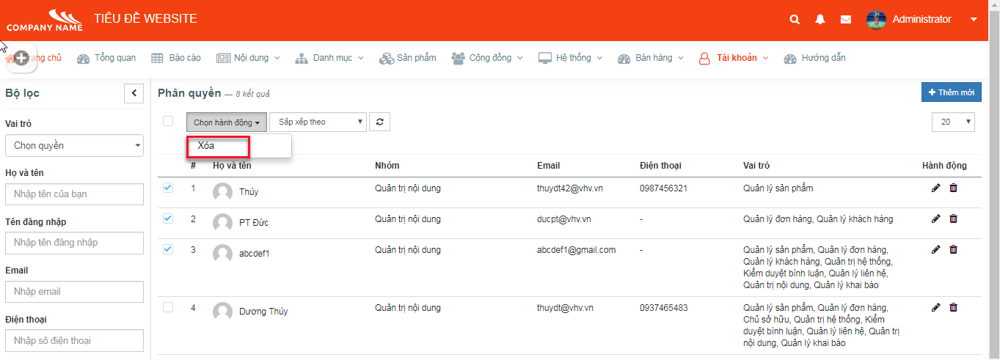 COMPANY NAME
TIÊU ĐỀ WEBSITE
Administrator
Trang chủ
Tổng quan
Báo cáo
Nội dung
Danh mục
Sản phẩm
Cộng đồng
Hệ thống
Bán hàng
Tài khoản
Hướng dẫn
Bộ lọc
Vai trò
Chọn quyền
Họ và tên
Nhập tên của bạn
Tên đăng nhập
Nhập tên đăng nhập
Email
Nhập email
Điện thoại
Nhập số điện thoại
Phân quyền — 8 kết quả
Thêm mới
Chọn hành động
Sắp xếp theo
20
Xóa
# Họ và tên Nhóm Email Điện thoại Vai trò Hành động
1 Thúy Quản trị nội dung thuydt42@vhv.vn 0987456321 Quản lý sản phẩm
2 PT Đức Quản trị nội dung ducpt@vhv.vn - Quản lý đơn hàng, Quản lý khách hàng
3 abcdef1 Quản trị nội dung abcdef1@gmail.com - Quản lý sản phẩm, Quản lý đơn hàng,
Quản lý khách hàng, Quản trị hệ thống,
Kiểm duyệt bình luận, Quản lý liên hệ,
Quản trị nội dung, Quản lý khai báo
4 Dương Thúy Quản trị nội dung thuydt@vhv.vn 0937465483 Quản lý sản phẩm, Quản lý đơn hàng,
Chủ sở hữu, Quản trị hệ thống, Kiểm
duyệt bình luận, Quản lý liên hệ, Quản trị
nội dung, Quản lý khai báo